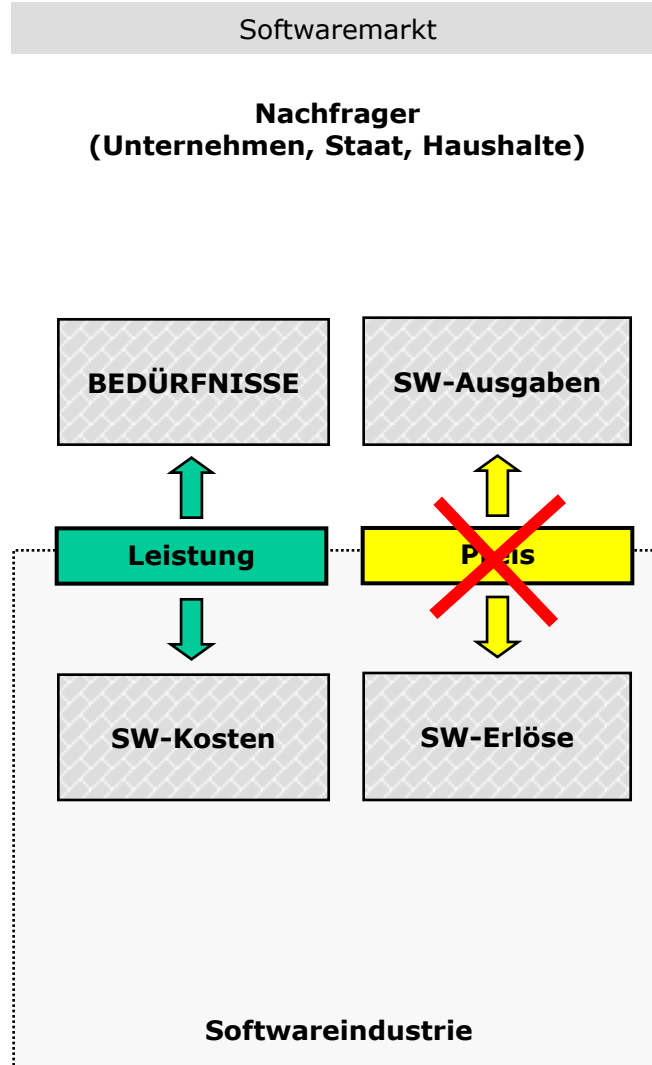 Softwaremarkt
Nachfrager
(Unternehmen, Staat, Haushalte)
BEDÜRFNISSE
SW-Ausgaben
Leistung
Preis
SW-Kosten
SW-Erlöse
Softwareindustrie